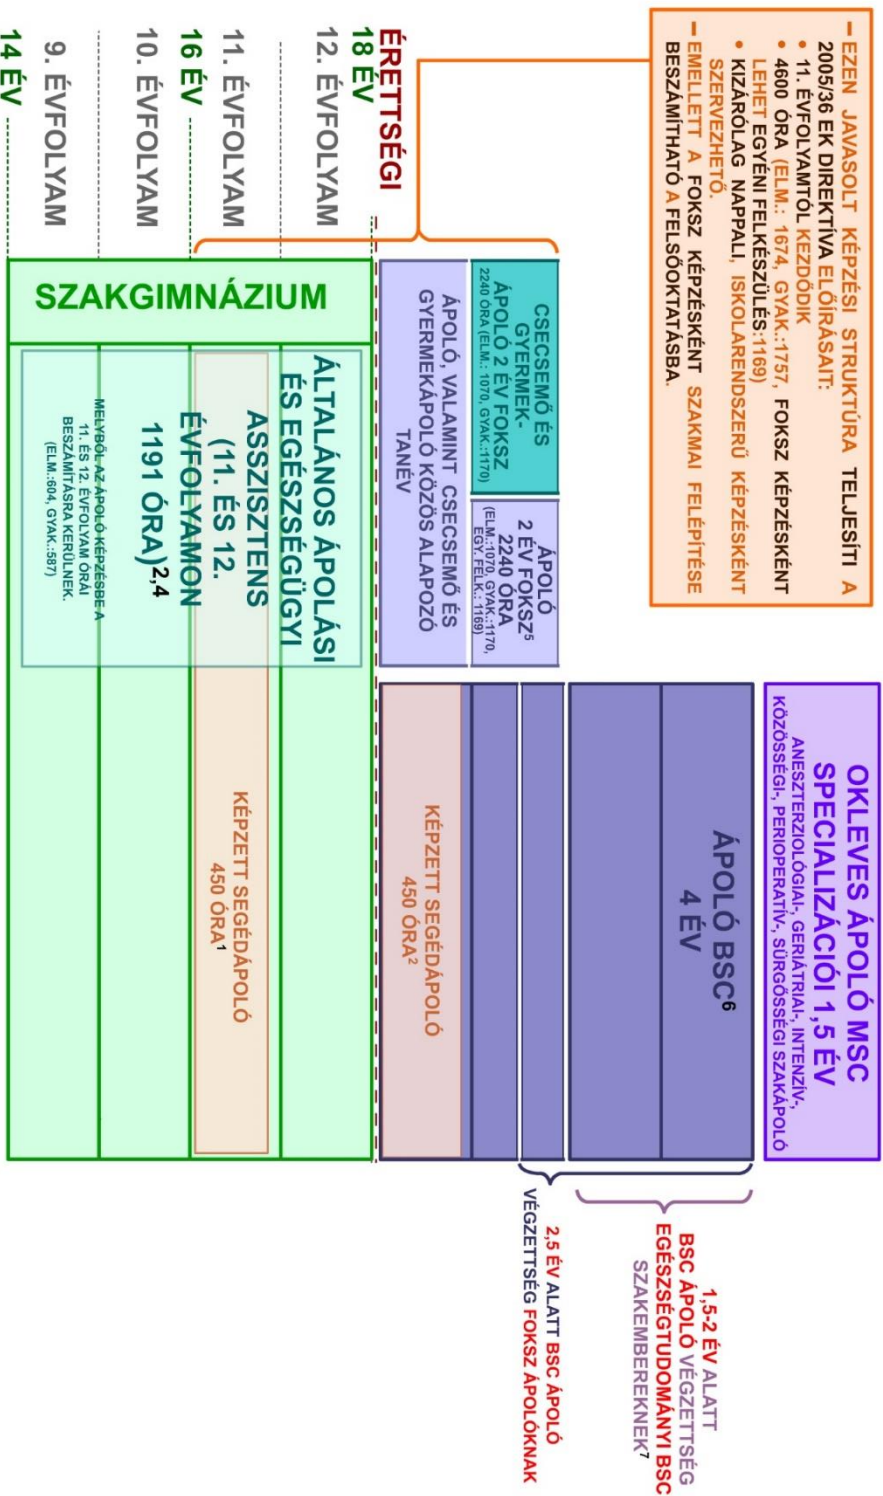 – EZEN JAVASOLT KÉPZÉSI STRUKTÚRA TELJESÍTI A
2005/36 EK DIREKTÍVA ELŐÍRÁSAIT:
• 11. ÉVFOLYAMTÓL KEZDŐDIK
• 4600 ÓRA (ELM.: 1674, GYAK.:1757, FOKSZ KÉPZÉSKÉNT
LEHET EGYÉNI FELKÉSZÜLÉS:1169)
• KIZÁRÓLAG NAPPALI, ISKOLARENDSZERŰ KÉPZÉSKÉNT
SZERVEZHETŐ.
– EMELLETT A FOKSZ KÉPZÉSKÉNT SZAKMAI FELÉPÍTÉSE
BESZÁMÍTHATÓ A FELSŐOKTATÁSBA.
OKLEVES ÁPOLÓ MSC
SPECIALIZÁCIÓI 1,5 ÉV
ANESZTERZIOLÓGIAI-, GERIÁTRIAI-, INTENZÍV-,
KÖZÖSSÉGI-, PERIOPERATÍV-, SÜRGŐSSÉGI SZAKÁPOLÓ
ÁPOLÓ BSC6
4 ÉV
1,5-2 ÉV ALATT
BSC ÁPOLÓ VÉGZETTSÉG
EGÉSZSÉGTUDOMÁNYI BSC
SZAKEMBEREKNEK7
2,5 ÉV ALATT BSC ÁPOLÓ
VÉGZETTSÉG FOKSZ ÁPOLÓKNAK
CSECSEMŐ ÉS
GYERMEK-
ÁPOLÓ 2 ÉV FOKSZ
2240 ÓRA (ELM.: 1070, GYAK.:1170)
ÁPOLÓ
2 ÉV FOKSZ5
2240 ÓRA
(ELM.:1070, GYAK.:1170,
EGY. FELK.: 1169)
ÁPOLÓ, VALAMINT CSECSEMŐ ÉS
GYERMEKÁPOLÓ KÖZÖS ALAPOZÓ
TANÉV
KÉPZETT SEGÉDÁPOLÓ
450 ÓRA2
ÉRETTSÉGI
18 ÉV
12. ÉVFOLYAM
11. ÉVFOLYAM
16 ÉV
10. ÉVFOLYAM
9. ÉVFOLYAM
14 ÉV
SZAKGIMNÁZIUM
ÁLTALÁNOS ÁPOLÁSI
ÉS EGÉSZSÉGÜGYI
ASSZISZTENS
(11. ÉS 12.
ÉVFOLYAMON
1191 ÓRA)2,4
MELYBŐL AZ ÁPOLÓ KÉPZÉSBE A
11. ÉS 12. ÉVFOLYAM ÓRÁI
BESZÁMÍTÁSRA KERÜLNEK.
(ELM.:604, GYAK.:587)
KÉPZETT SEGÉDÁPOLÓ
450 ÓRA1